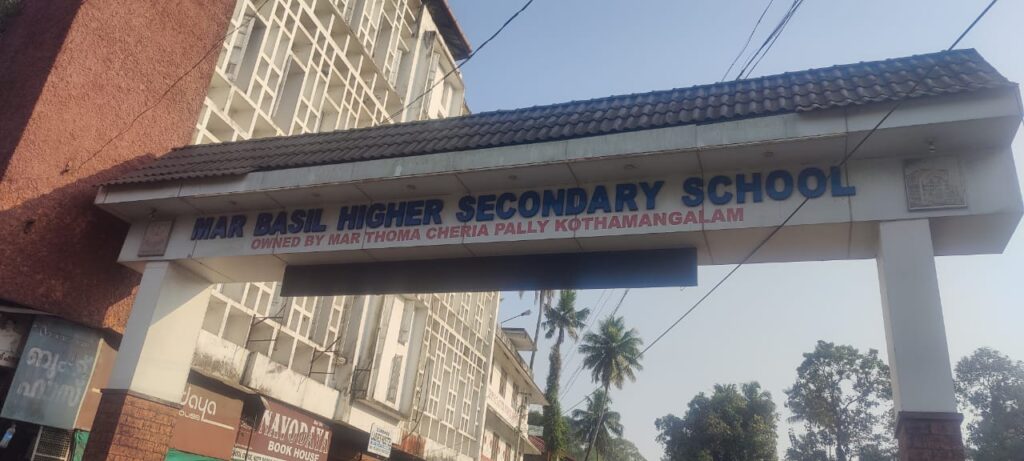 MAR BASIL HIGHER SECONDARY SCHOOL
OWNED BY MAR THOMA CHERIA PALLY KOTHAMANGALAM
NAVODAYA
BOOK HOUSE